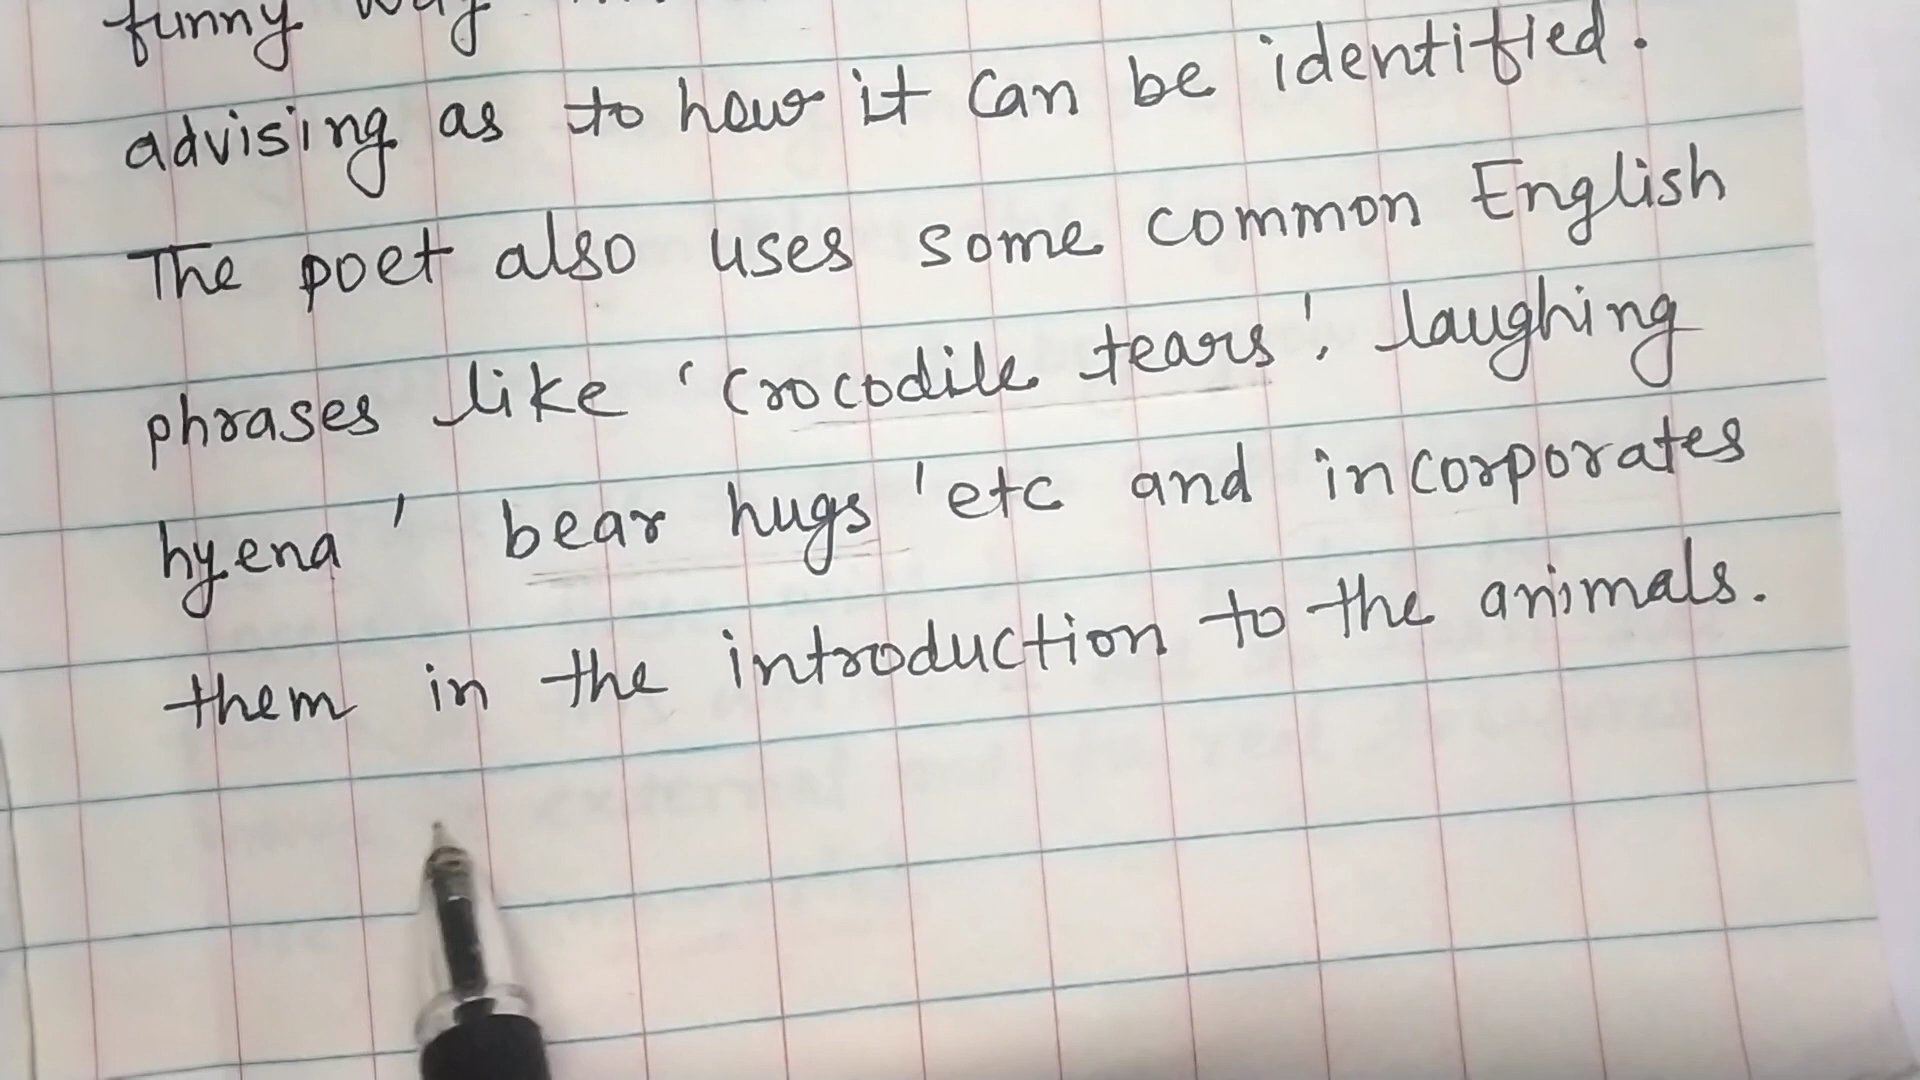 funny way
advising as to how it can be identified.
The poet also uses some common English
phrases like 'Crocodile tears', laughing
hyena' bear hugs 'etc and incorporates
them in the introduction to the animals.